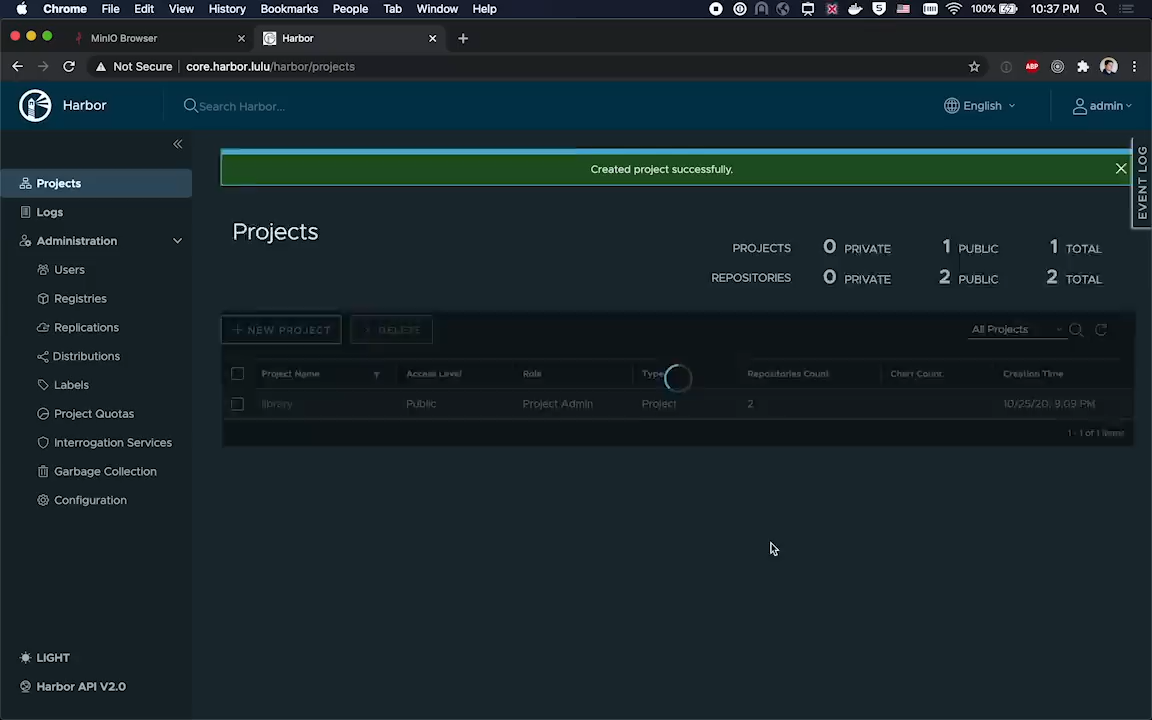 Chrome File Edit View History Bookmarks People Tab Window Help 100% 10:37 PM
MinIO Browser Harbor
Not Secure core.harbor.lulu/harbor/projects ABP
Harbor Search Harbor... English admin
EVENT LOG
Created project successfully.
Projects
Logs
Administration
Users
Registries
Replications
Distributions
Labels
Project Quotas
Interrogation Services
Garbage Collection
Configuration
LIGHT
Harbor API V2.0
Projects
PROJECTS 0 PRIVATE 1 PUBLIC 1 TOTAL
REPOSITORIES 0 PRIVATE 2 PUBLIC 2 TOTAL
+ NEW PROJECT × DELETE All Projects
Project Name Access Level Role Type Repositories Count Chart Count Creation Time
library Public Project Admin Project 2 10/25/20, 9:09 PM
1 - 1 of 1 items